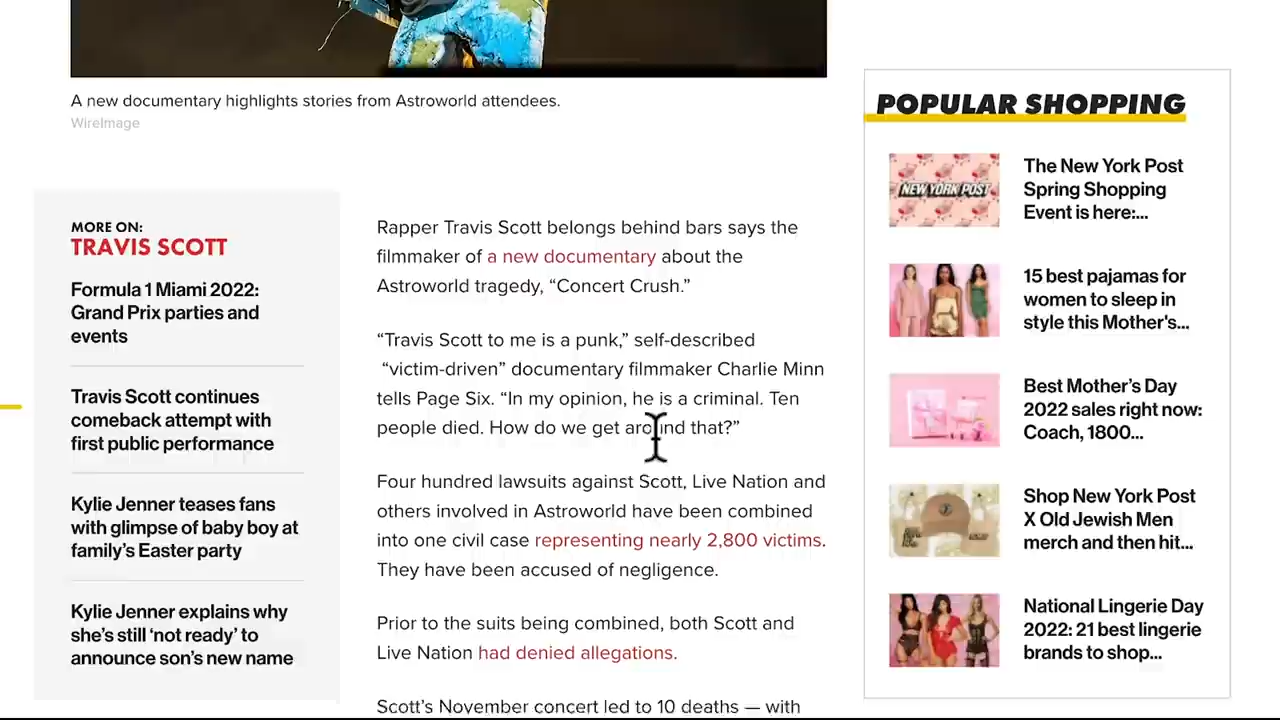 A new documentary highlights stories from Astroworld attendees.
WireImage
MORE ON:
TRAVIS SCOTT
Formula 1 Miami 2022:
Grand Prix parties and
events
Travis Scott continues
comeback attempt with
first public performance
Kylie Jenner teases fans
with glimpse of baby boy at
family’s Easter party
Kylie Jenner explains why
she’s still ‘not ready’ to
announce son’s new name
Rapper Travis Scott belongs behind bars says the
filmmaker of a new documentary about the
Astroworld tragedy, “Concert Crush.”
“Travis Scott to me is a punk,” self-described
“victim-driven” documentary filmmaker Charlie Minn
tells Page Six. “In my opinion, he is a criminal. Ten
people died. How do we get around that?”
Four hundred lawsuits against Scott, Live Nation and
others involved in Astroworld have been combined
into one civil case representing nearly 2,800 victims.
They have been accused of negligence.
Prior to the suits being combined, both Scott and
Live Nation had denied allegations.
Scott’s November concert led to 10 deaths — with
POPULAR SHOPPING
NEW YORK POST
The New York Post
Spring Shopping
Event is here:...
15 best pajamas for
women to sleep in
style this Mother's...
Best Mother’s Day
2022 sales right now:
Coach, 1800...
Shop New York Post
X Old Jewish Men
merch and then hit...
National Lingerie Day
2022: 21 best lingerie
brands to shop...